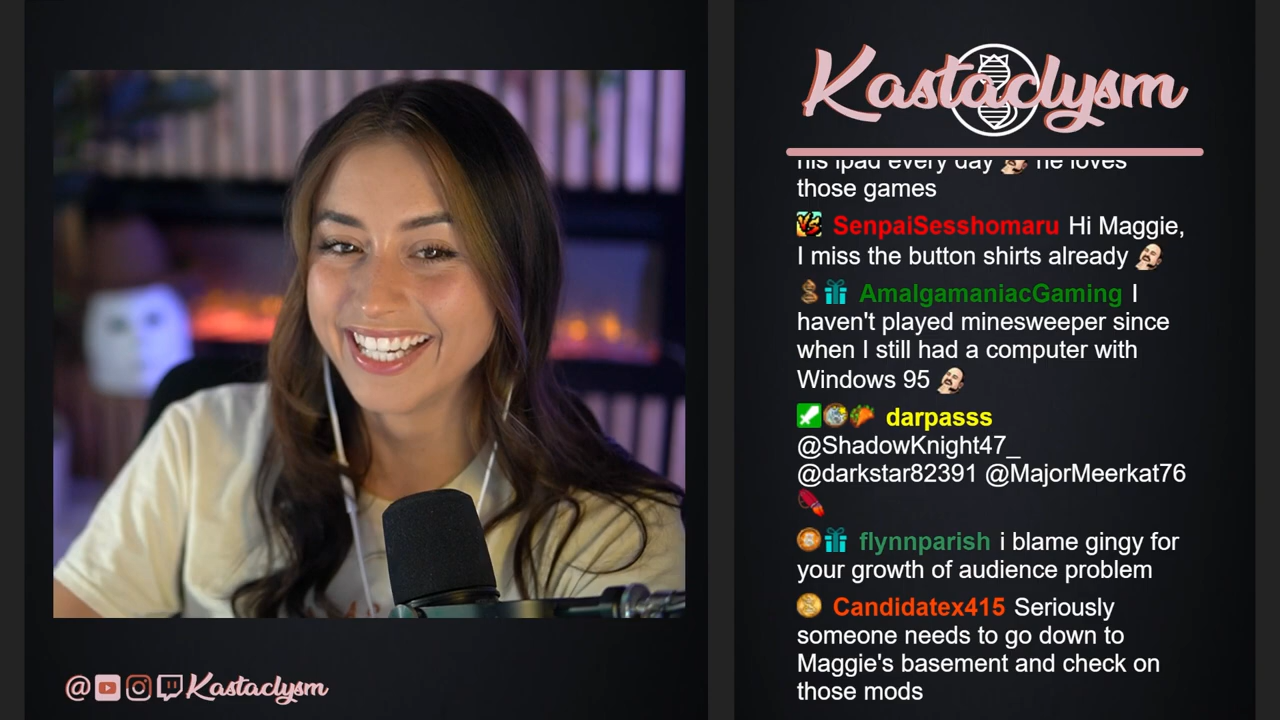 Kastaclysm
his ipad every day he loves
those games
SenpaiSesshomaru Hi Maggie,
I miss the button shirts already
AmalgamaniacGaming I
haven't played minesweeper since
when I still had a computer with
Windows 95
darpasss
@ShadowKnight47_
@darkstar82391 @MajorMeerkat76
flynnparish i blame gingy for
your growth of audience problem
Candidatex415 Seriously
someone needs to go down to
Maggie's basement and check on
those mods
@Kastaclysm